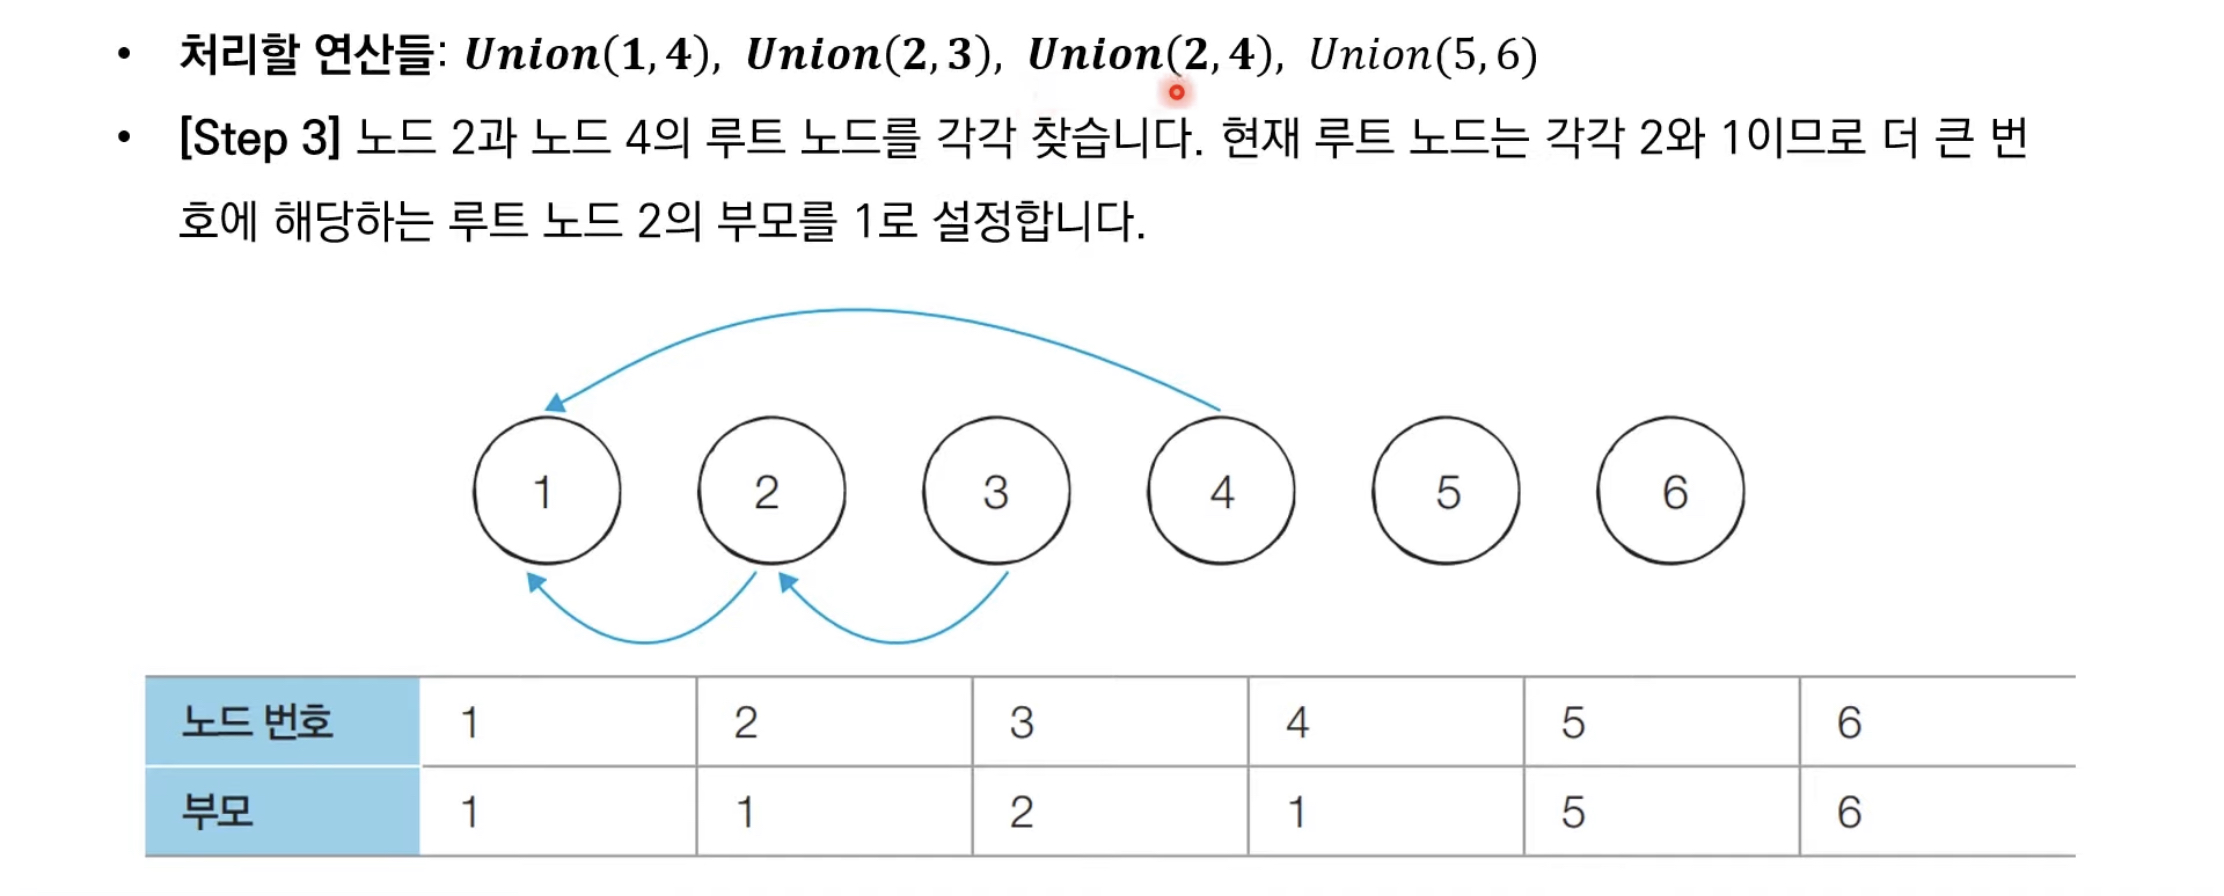 • 처리할 연산들: Union(1,4), Union(2,3), Union(2,4), Union(5,6)
• [Step 3] 노드 2과 노드 4의 루트 노드를 각각 찾습니다. 현재 루트 노드는 각각 2와 1이므로 더 큰 번
호에 해당하는 루트 노드 2의 부모를 1로 설정합니다.
1 2 3 4 5 6
노드 번호 1 2 3 4 5 6
부모 1 1 2 1 5 6